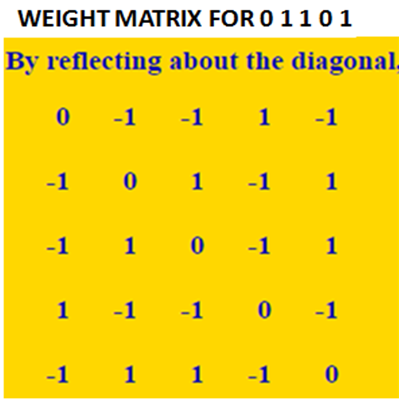 WEIGHT MATRIX FOR 0 1 1 0 1
By reflecting about the diagonal,
0 -1 -1 1 -1
-1 0 1 -1 1
-1 1 0 -1 1
1 -1 -1 0 -1
-1 1 1 -1 0